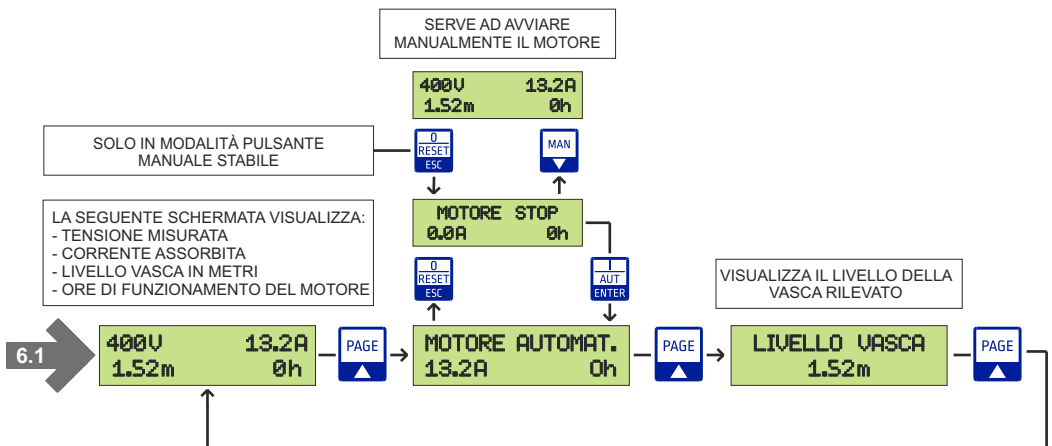 SERVE AD AVVIARE
MANUALMENTE IL MOTORE
400V 13.2A
1.52m 0h
SOLO IN MODALITÀ PULSANTE
MANUALE STABILE
0
RESET
ESC
MAN
LA SEGUENTE SCHERMATA VISUALIZZA:
- TENSIONE MISURATA
- CORRENTE ASSORBITA
- LIVELLO VASCA IN METRI
- ORE DI FUNZIONAMENTO DEL MOTORE
MOTORE STOP
0.0A 0h
0
RESET
ESC
I
AUT
ENTER
VISUALIZZA IL LIVELLO DELLA
VASCA RILEVATO
6.1
400V 13.2A
1.52m 0h
PAGE
MOTORE AUTOMAT.
13.2A 0h
PAGE
LIVELLO VASCA
1.52m
PAGE